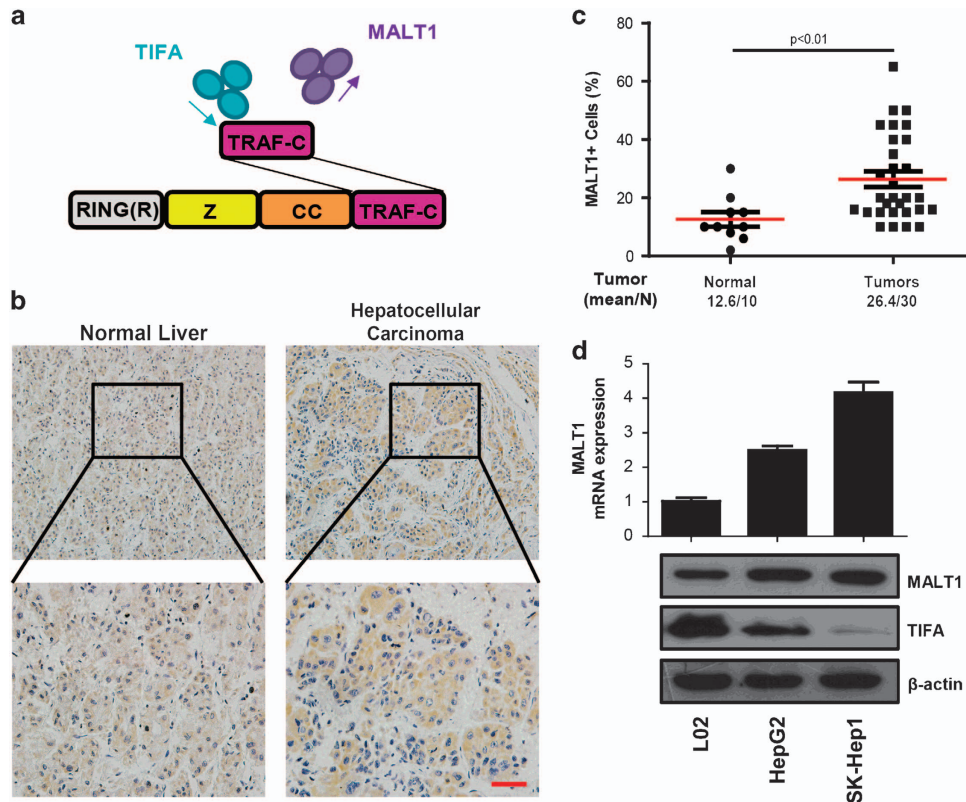 a
TIFA
MALT1
TRAF-C
RING(R) Z CC TRAF-C
b
Normal Liver
Hepatocellular
Carcinoma
c
MALT1+ Cells (%)
80
60
40
20
0
p<0.01
Tumor
(mean/N)
Normal
12.6/10
Tumors
26.4/30
d
MALT1
mRNA expression
5
4
3
2
1
0
MALT1
TIFA
β-actin
L02
HepG2
SK-Hep1